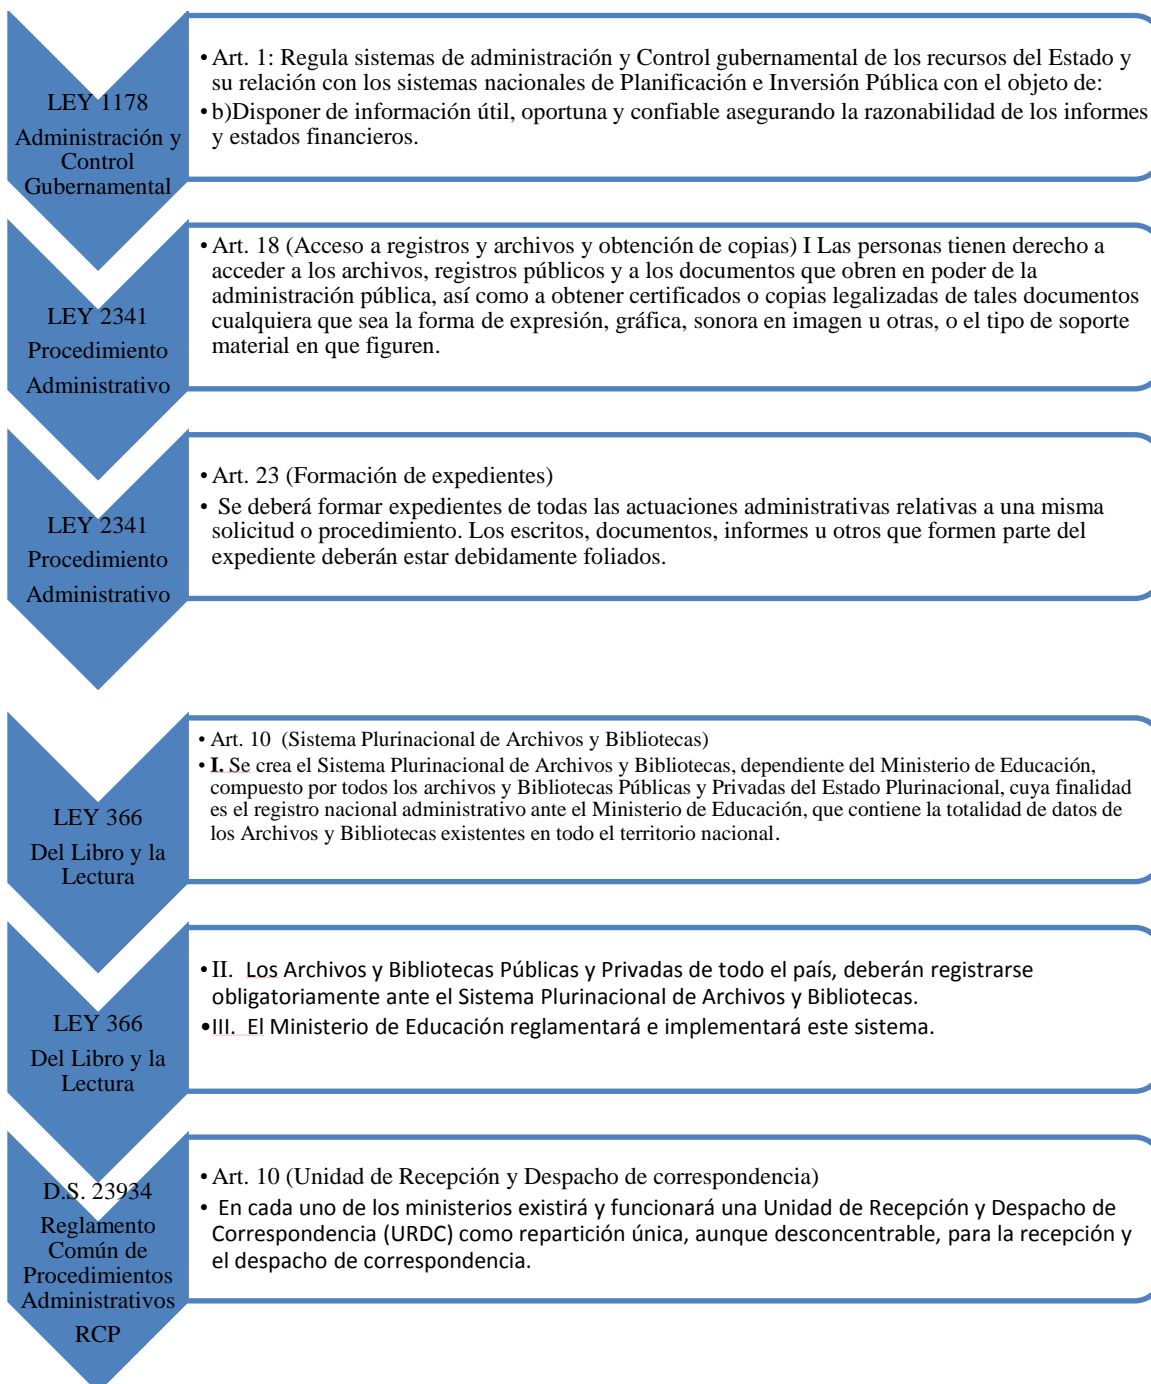 LEY 1178
Administración y
Control
Gubernamental
• Art. 1: Regula sistemas de administración y Control gubernamental de los recursos del Estado y
su relación con los sistemas nacionales de Planificación e Inversión Pública con el objeto de:
• b)Disponer de información útil, oportuna y confiable asegurando la razonabilidad de los informes
y estados financieros.
LEY 2341
Procedimiento
Administrativo
• Art. 18 (Acceso a registros y archivos y obtención de copias) I Las personas tienen derecho a
acceder a los archivos, registros públicos y a los documentos que obren en poder de la
administración pública, así como a obtener certificados o copias legalizadas de tales documentos
cualquiera que sea la forma de expresión, gráfica, sonora en imagen u otras, o el tipo de soporte
material en que figuren.
LEY 2341
Procedimiento
Administrativo
• Art. 23 (Formación de expedientes)
• Se deberá formar expedientes de todas las actuaciones administrativas relativas a una misma
solicitud o procedimiento. Los escritos, documentos, informes u otros que formen parte del
expediente deberán estar debidamente foliados.
LEY 366
Del Libro y la
Lectura
• Art. 10 (Sistema Plurinacional de Archivos y Bibliotecas)
• I. Se crea el Sistema Plurinacional de Archivos y Bibliotecas, dependiente del Ministerio de Educación,
compuesto por todos los archivos y Bibliotecas Públicas y Privadas del Estado Plurinacional, cuya finalidad
es el registro nacional administrativo ante el Ministerio de Educación, que contiene la totalidad de datos de
los Archivos y Bibliotecas existentes en todo el territorio nacional.
LEY 366
Del Libro y la
Lectura
• II. Los Archivos y Bibliotecas Públicas y Privadas de todo el país, deberán registrarse
obligatoriamente ante el Sistema Plurinacional de Archivos y Bibliotecas.
• III. El Ministerio de Educación reglamentará e implementará este sistema.
D.S. 23934
Reglamento
Común de
Procedimientos
Administrativos
RCP
• Art. 10 (Unidad de Recepción y Despacho de correspondencia)
• En cada uno de los ministerios existirá y funcionará una Unidad de Recepción y Despacho de
Correspondencia (URDC) como repartición única, aunque desconcentrable, para la recepción y
el despacho de correspondencia.